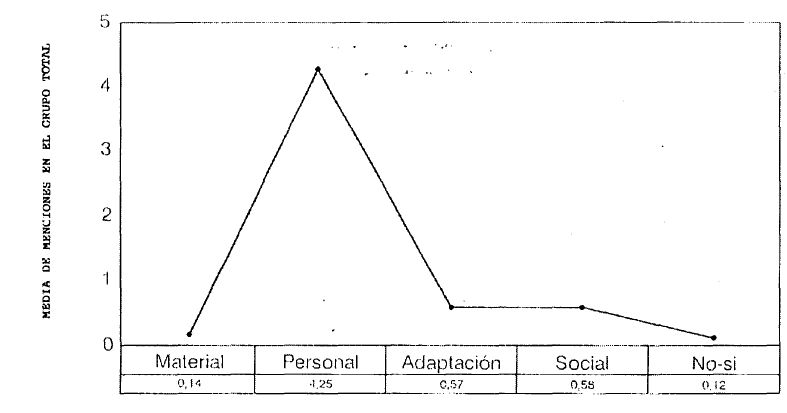 MEDIA DE MENCIONES EN EL GRUPO TOTAL
5
4
3
2
1
0
Material Personal Adaptación Social No-si
0,14 4,25 0,57 0,58 0,12